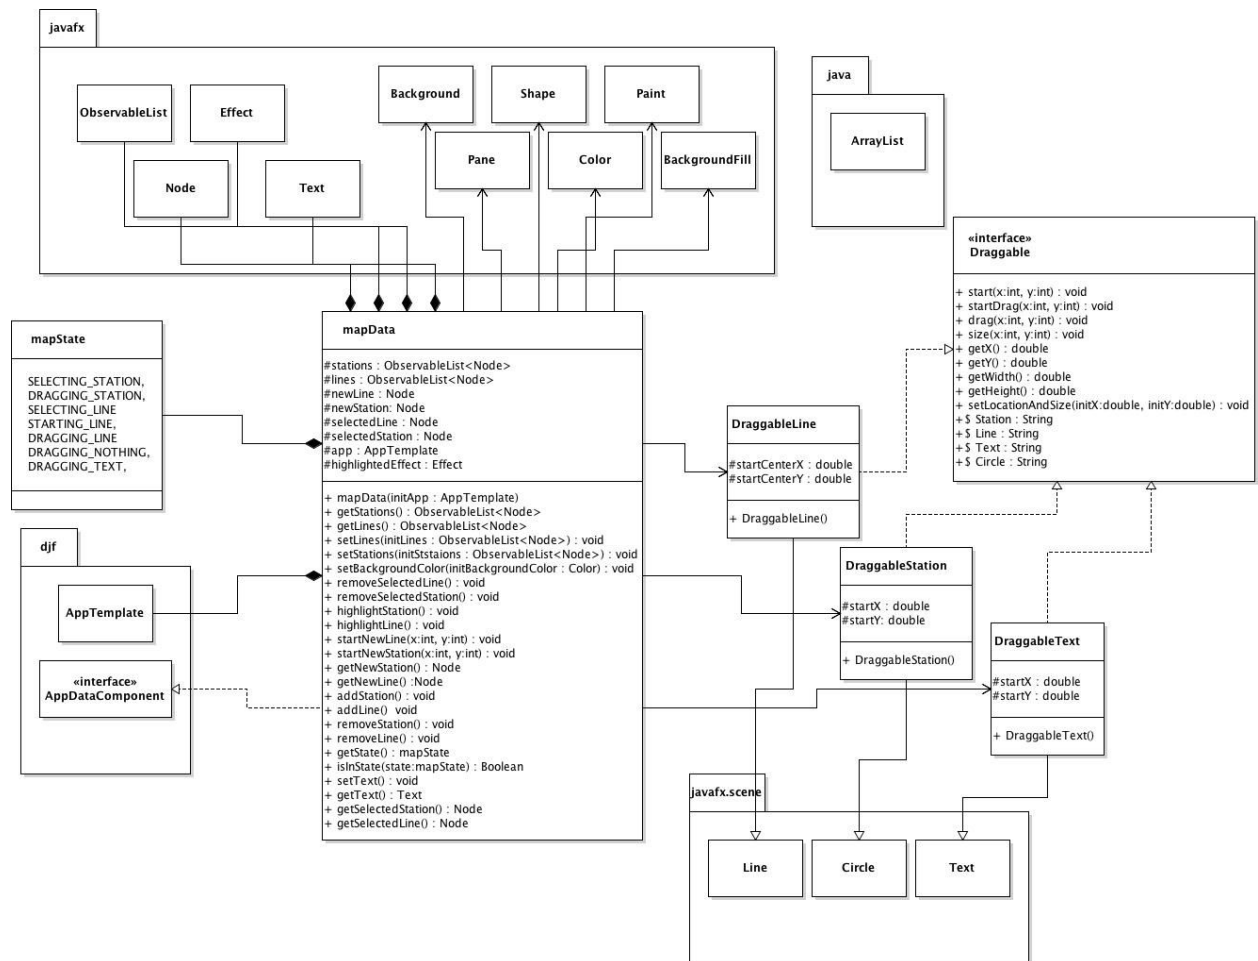 javafx
ObservableList
Effect
Background
Shape
Paint
Node
Text
Pane
Color
BackgroundFill
java
ArrayList
«interface»
Draggable
+ start(x:int, y:int) : void
+ startDrag(x:int, y:int) : void
+ drag(x:int, y:int) : void
+ size(x:int, y:int) : void
+ getX() : double
+ getY() : double
+ getWidth() : double
+ getHeight() : double
+ setLocationAndSize(initX:double, initY:double) : void
+$ Station : String
+$ Line : String
+$ Text : String
+$ Circle : String
mapState
SELECTING_STATION,
DRAGGING_STATION,
SELECTING_LINE
STARTING_LINE,
DRAGGING_LINE
DRAGGING_NOTHING,
DRAGGING_TEXT,
mapData
#stations : ObservableList<Node>
#lines : ObservableList<Node>
#newLine : Node
#newStation: Node
#selectedLine : Node
#selectedStation : Node
#app : AppTemplate
#highlightedEffect : Effect
+ mapData(initApp : AppTemplate)
+ getStations() : ObservableList<Node>
+ getLines() : ObservableList<Node>
+ setLines(initLines : ObservableList<Node>) : void
+ setStations(initStstaions : ObservableList<Node>) : void
+ setBackgroundColor(initBackgroundColor : Color) : void
+ removeSelectedLine() : void
+ removeSelectedStation() : void
+ highlightStation() : void
+ highlightLine() : void
+ startNewLine(x:int, y:int) : void
+ startNewStation(x:int, y:int) : void
+ getNewStation() : Node
+ getNewLine() :Node
+ addStation() : void
+ addLine() void
+ removeStation() : void
+ removeLine() : void
+ getState() : mapState
+ isInState(state:mapState) : Boolean
+ setText() : void
+ getText() : Text
+ getSelectedStation() : Node
+ getSelectedLine() : Node
djf
AppTemplate
«interface»
AppDataComponent
DraggableLine
#startCenterX : double
#startCenterY : double
+ DraggableLine()
DraggableStation
#startX : double
#startY: double
+ DraggableStation()
DraggableText
#startX : double
#startY : double
+ DraggableText()
javafx.scene
Line
Circle
Text